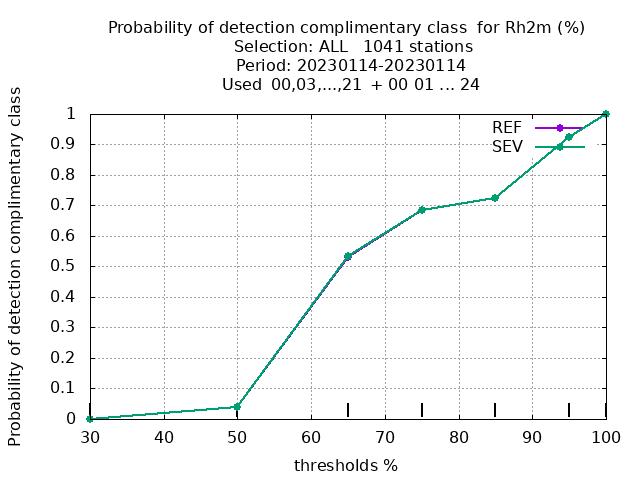 Probability of detection complimentary class  for Rh2m (%)
Selection: ALL   1041 stations
Period: 20230114-20230114
Used  00,03,...,21  + 00 01 ... 24
Probability of detection complimentary class
1
0.9
0.8
0.7
0.6
0.5
0.4
0.3
0.2
0.1
0
REF
SEV
30 40 50 60 70 80 90 100
thresholds %